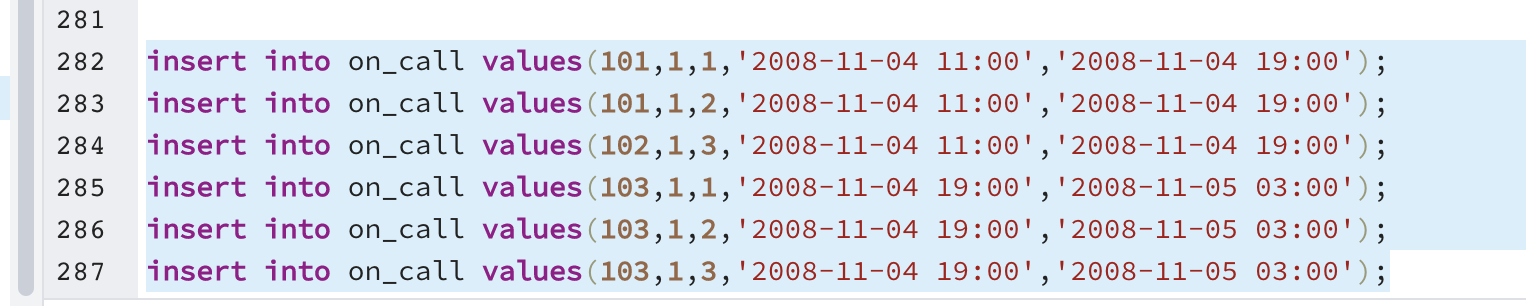 281
282 insert into on_call values(101,1,1,'2008-11-04 11:00','2008-11-04 19:00');
283 insert into on_call values(101,1,2,'2008-11-04 11:00','2008-11-04 19:00');
284 insert into on_call values(102,1,3,'2008-11-04 11:00','2008-11-04 19:00');
285 insert into on_call values(103,1,1,'2008-11-04 19:00','2008-11-05 03:00');
286 insert into on_call values(103,1,2,'2008-11-04 19:00','2008-11-05 03:00');
287 insert into on_call values(103,1,3,'2008-11-04 19:00','2008-11-05 03:00');